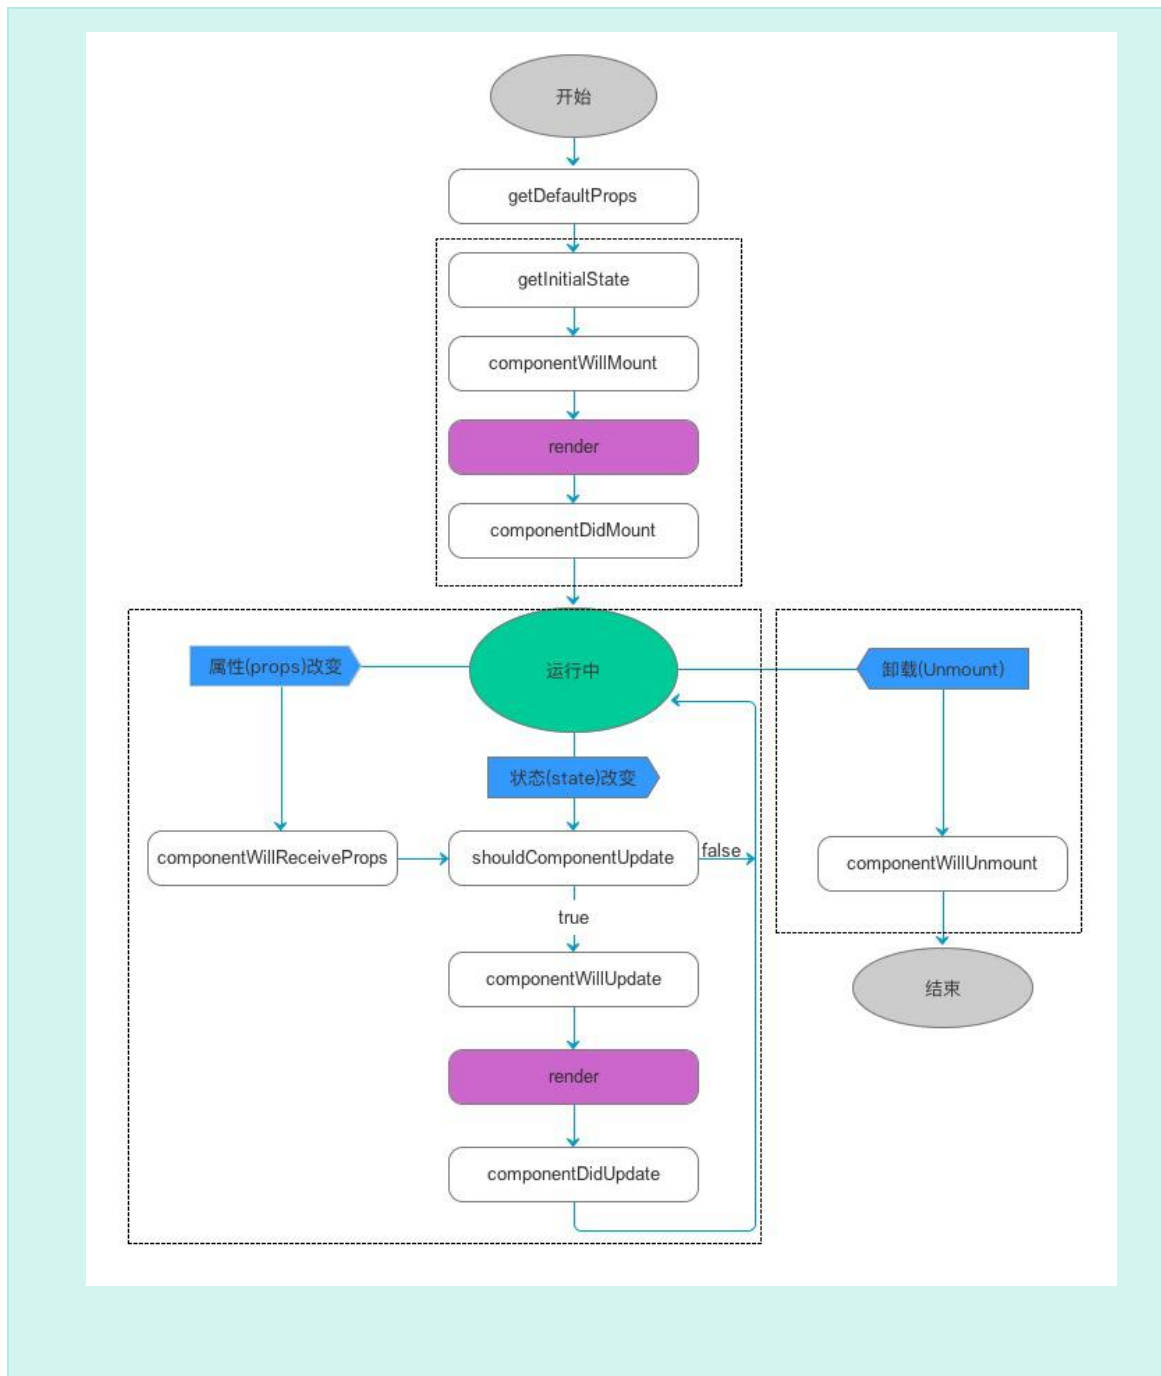 开始
getDefaultProps
getInitialState
componentWillMount
render
componentDidMount
属性(props)改变
运行中
卸载(Unmount)
状态(state)改变
componentWillReceiveProps
shouldComponentUpdate
false
componentWillUnmount
true
componentWillUpdate
结束
render
componentDidUpdate